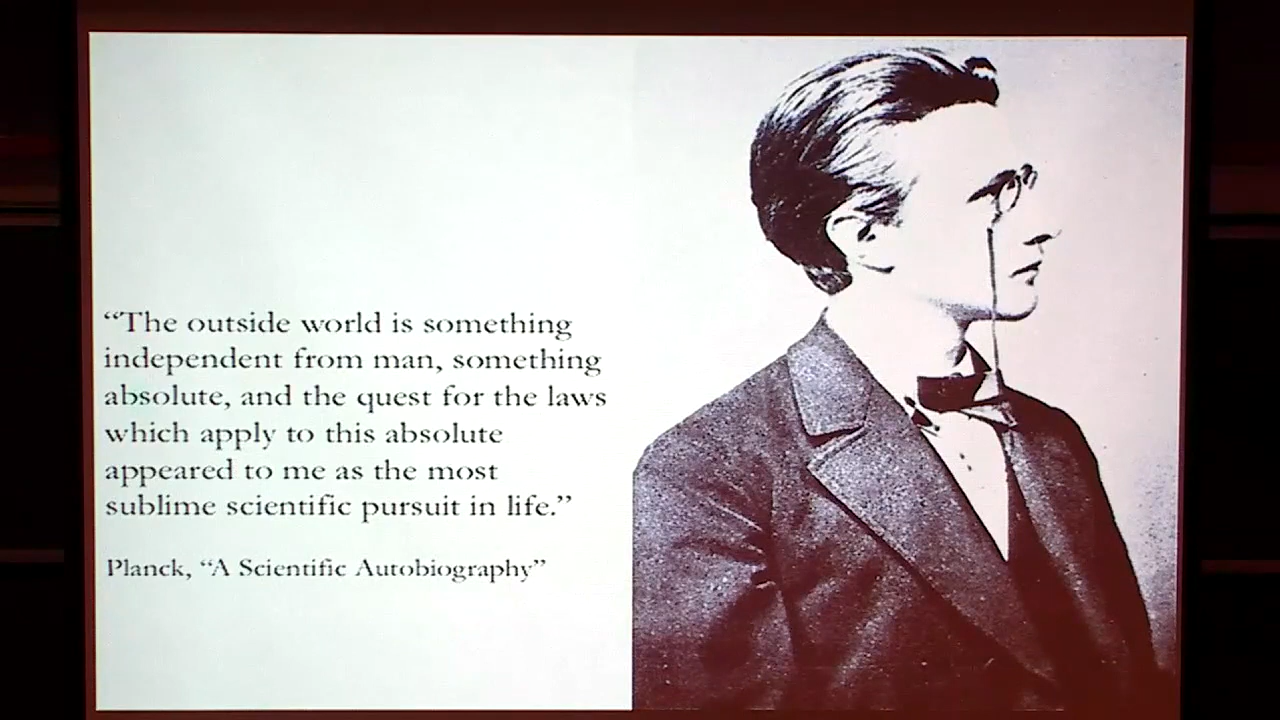 “The outside world is something
independent from man, something
absolute, and the quest for the laws
which apply to this absolute
appeared to me as the most
sublime scientific pursuit in life.”
Planck, “A Scientific Autobiography”